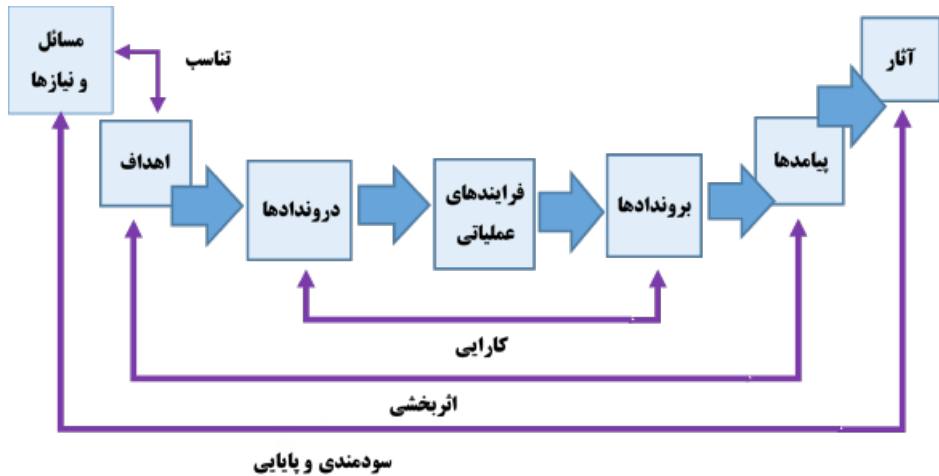 مسائل
و نیازها
تناسب
آثار
اهداف
پیامدها
دروندادها
فرایندهای
عملیاتی
بروندادها
کارایی
اثربخشی
سودمندی و پایایی